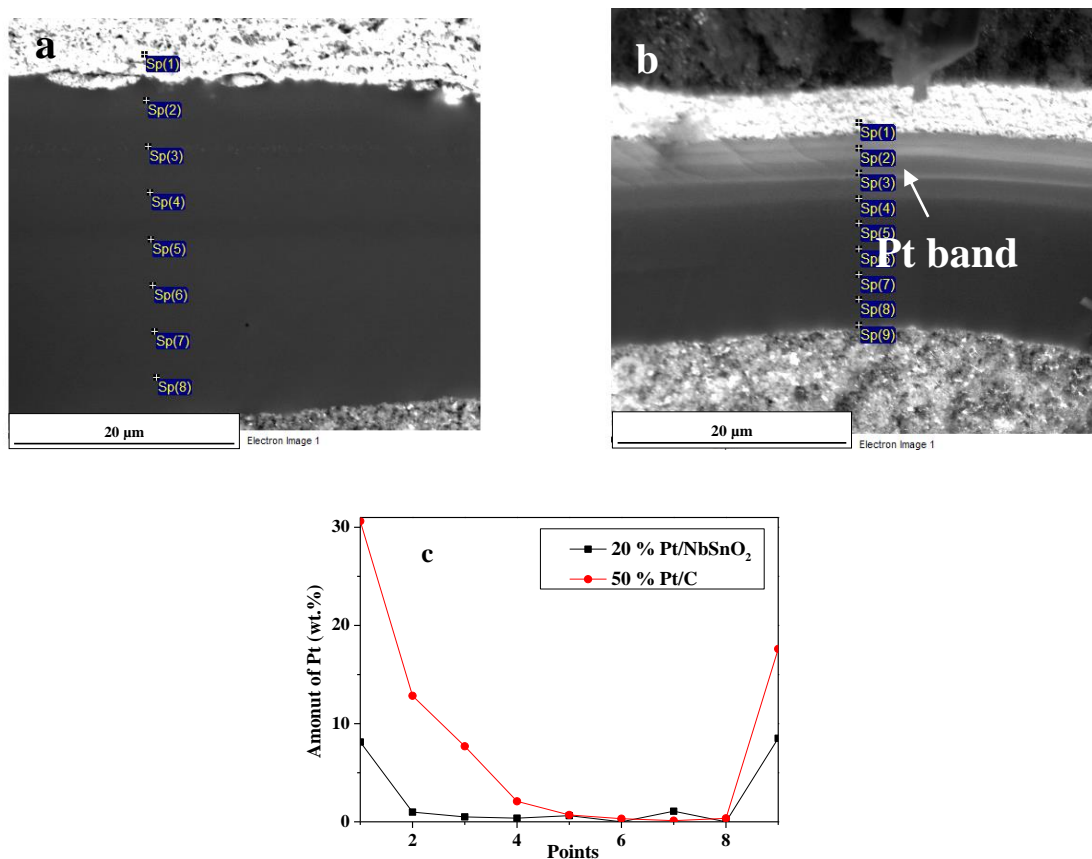 a
Sp(1)
Sp(2)
Sp(3)
Sp(4)
Sp(5)
Sp(6)
Sp(7)
Sp(8)
20 µm
Electron Image 1
b
Sp(1)
Sp(2)
Sp(3)
Sp(4)
Sp(5)
Pt band
Sp(7)
Sp(8)
Sp(9)
20 µm
Electron Image 1
c
20 % Pt/NbSnO₂
50 % Pt/C
Amonut of Pt (wt.%)
30
20
10
0
2 4 6 8
Points